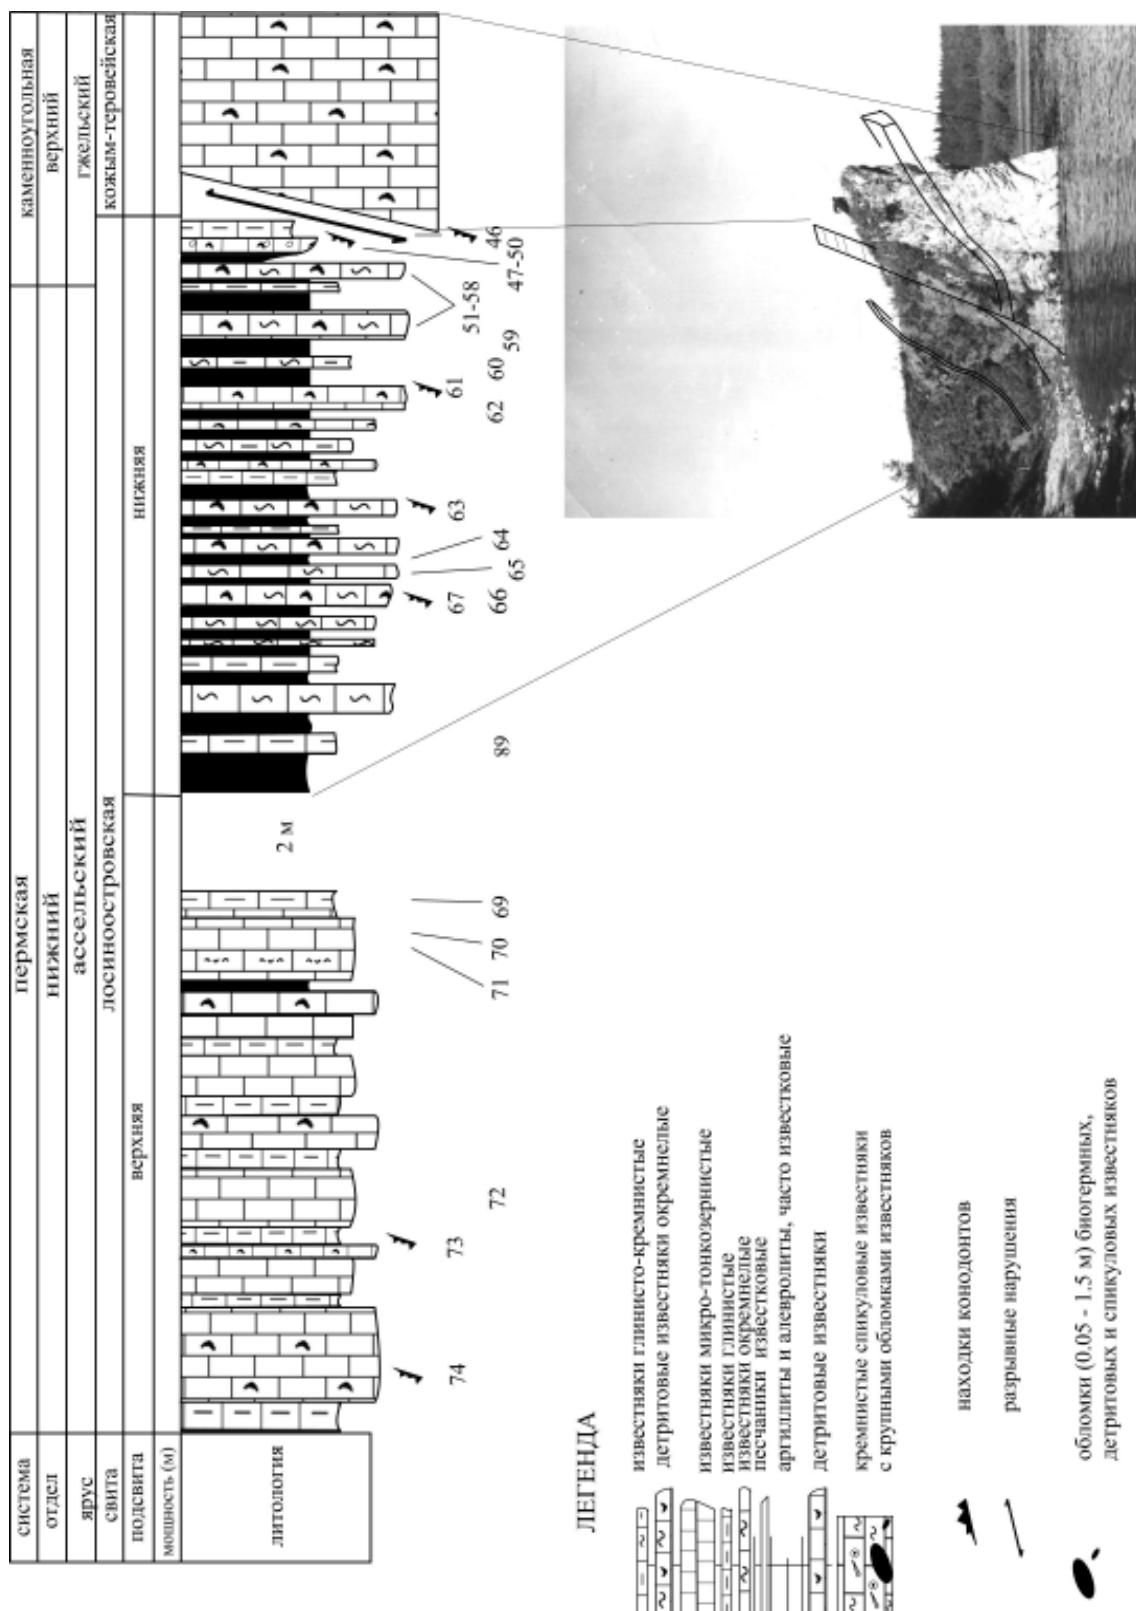 система
отдел
ярус
свита
подсвита
мощность (м)
литология
пермская
каменноугольная
нижний
верхний
ассельский
гжельский
лосиноостровская
кожым-теровейская
верхняя
нижняя
2 м
74
73
72
71
70
69
89
67
66
65
64
63
62
61
60
59
51-58
47-50
46
ЛЕГЕНДА
известняки глинисто-кремнистые
детритовые известняки окремнелые
известняки микро-тонкозернистые
известняки глинистые
известняки окремнелые
песчаники известковые
аргиллиты и алевролиты, часто известковые
детритовые известняки
кремнистые спикуловые известняки
с крупными обломками известняков
находки конодонтов
разрывные нарушения
обломки (0.05 - 1.5 м) биогермных,
детритовых и спикуловых известняков